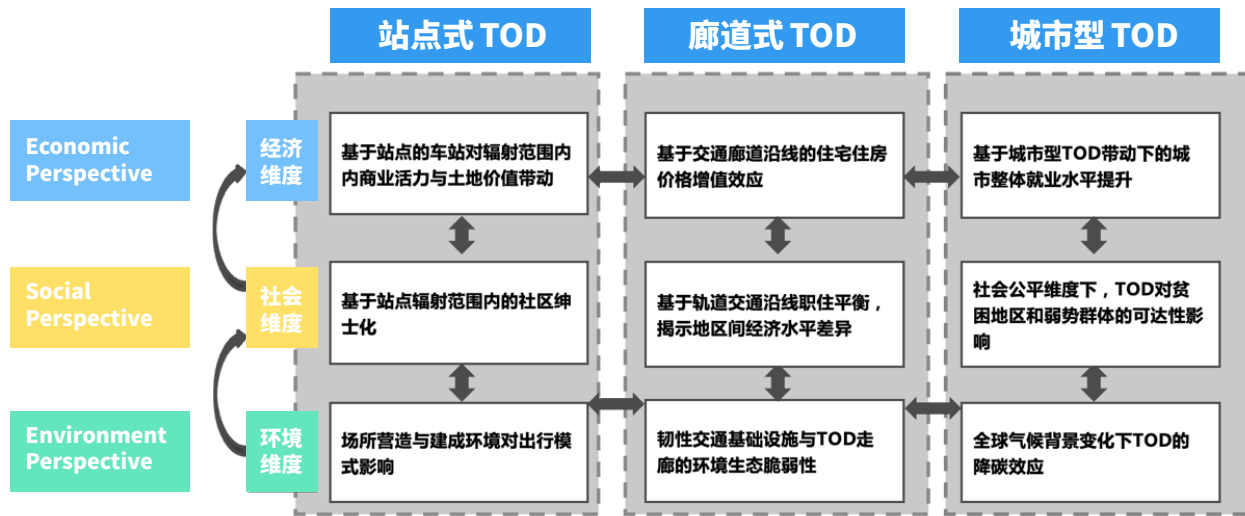 站点式 TOD
廊道式 TOD
城市型 TOD
Economic
Perspective
经济
维度
基于站点的车站对辐射范围内
内商业活力与土地价值带动
基于交通廊道沿线的住宅住房
价格增值效应
基于城市型TOD带动下的城
市整体就业水平提升
Social
Perspective
社会
维度
基于站点辐射范围内的社区绅
士化
基于轨道交通沿线职住平衡，
揭示地区间经济水平差异
社会公平维度下，TOD对贫
困地区和弱势群体的可达性影
响
Environment
Perspective
环境
维度
场所营造与建成环境对出行模
式影响
韧性交通基础设施与TOD走
廊的环境生态脆弱性
全球气候背景变化下TOD的
降碳效应